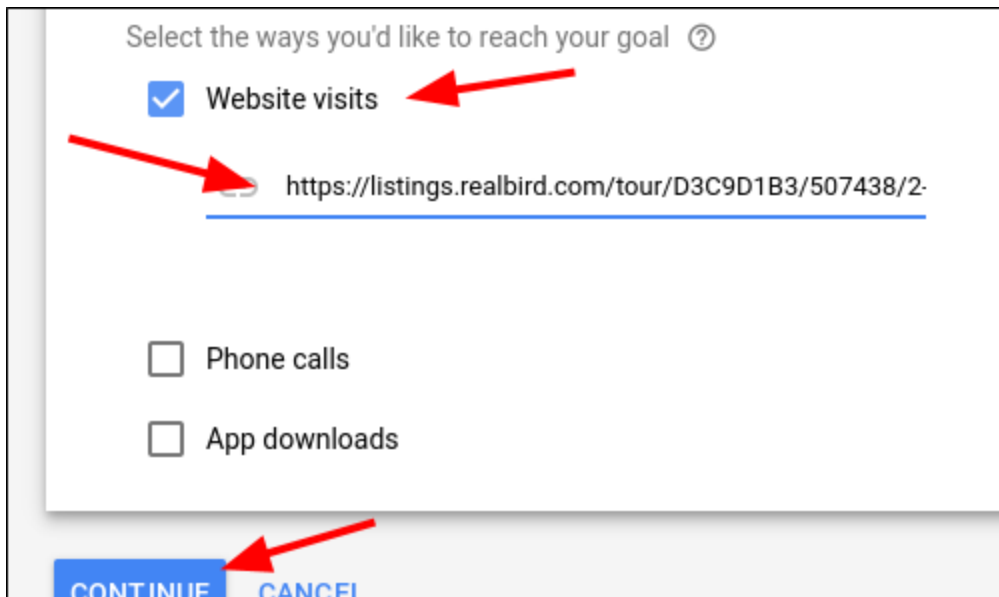 Select the ways you'd like to reach your goal
Website visits
https://listings.realbird.com/tour/D3C9D1B3/507438/2-
Phone calls
App downloads
CONTINUE CANCEL